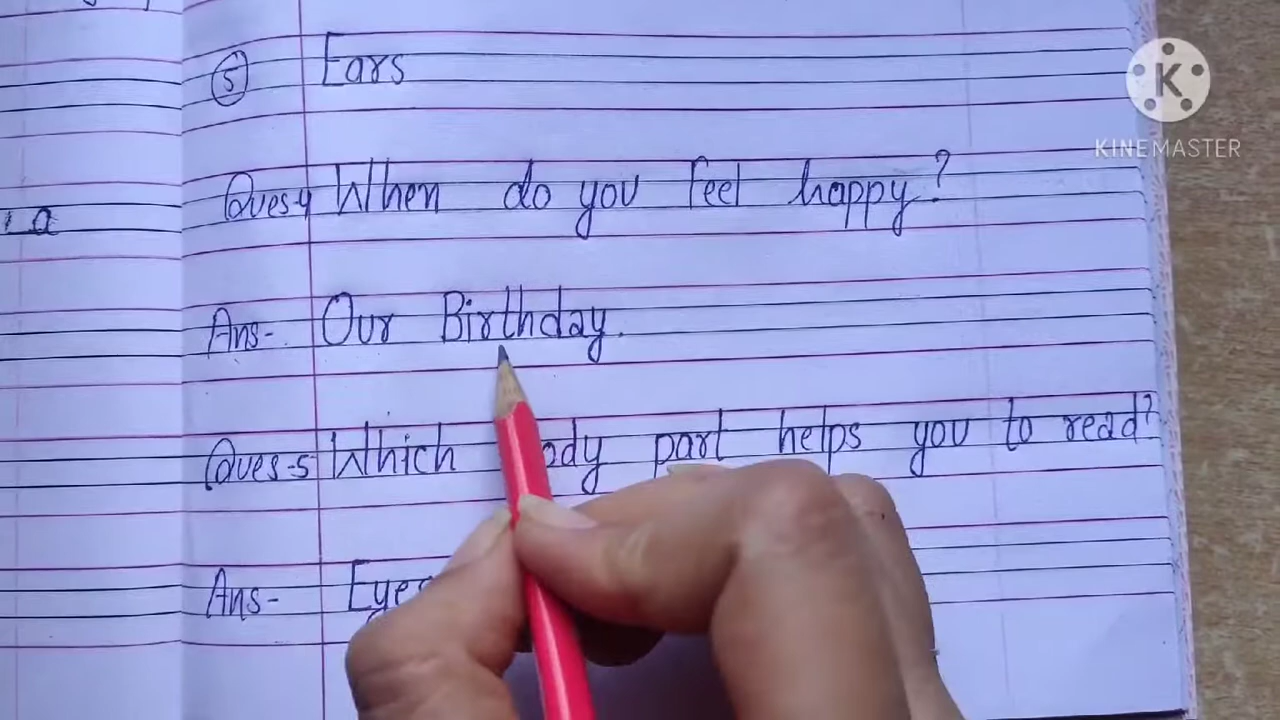 5 Ears
K
KINEMASTER
Ques-4 When do you feel happy?
a
Ans- Our Birthday.
Ques-5 Which body part helps you to read?
Ans- Eyes